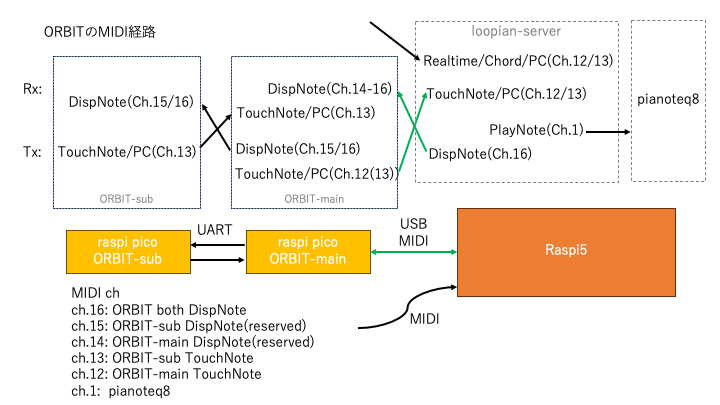 ORBITのMIDI経路
loopian-server
Realtime/Chord/PC(Ch.12/13)
Rx:
DispNote(Ch.15/16)
DispNote(Ch.14-16)
TouchNote/PC(Ch.13)
TouchNote/PC(Ch.12/13)
pianoteq8
PlayNote(Ch.1)
Tx:
TouchNote/PC(Ch.13)
DispNote(Ch.15/16)
TouchNote/PC(Ch.12(13))
DispNote(Ch.16)
ORBIT-sub
ORBIT-main
raspi pico
ORBIT-sub
UART
raspi pico
ORBIT-main
USB
MIDI
Raspi5
MIDI
MIDI ch
ch.16: ORBIT both DispNote
ch.15: ORBIT-sub DispNote(reserved)
ch.14: ORBIT-main DispNote(reserved)
ch.13: ORBIT-sub TouchNote
ch.12: ORBIT-main TouchNote
ch.1: pianoteq8